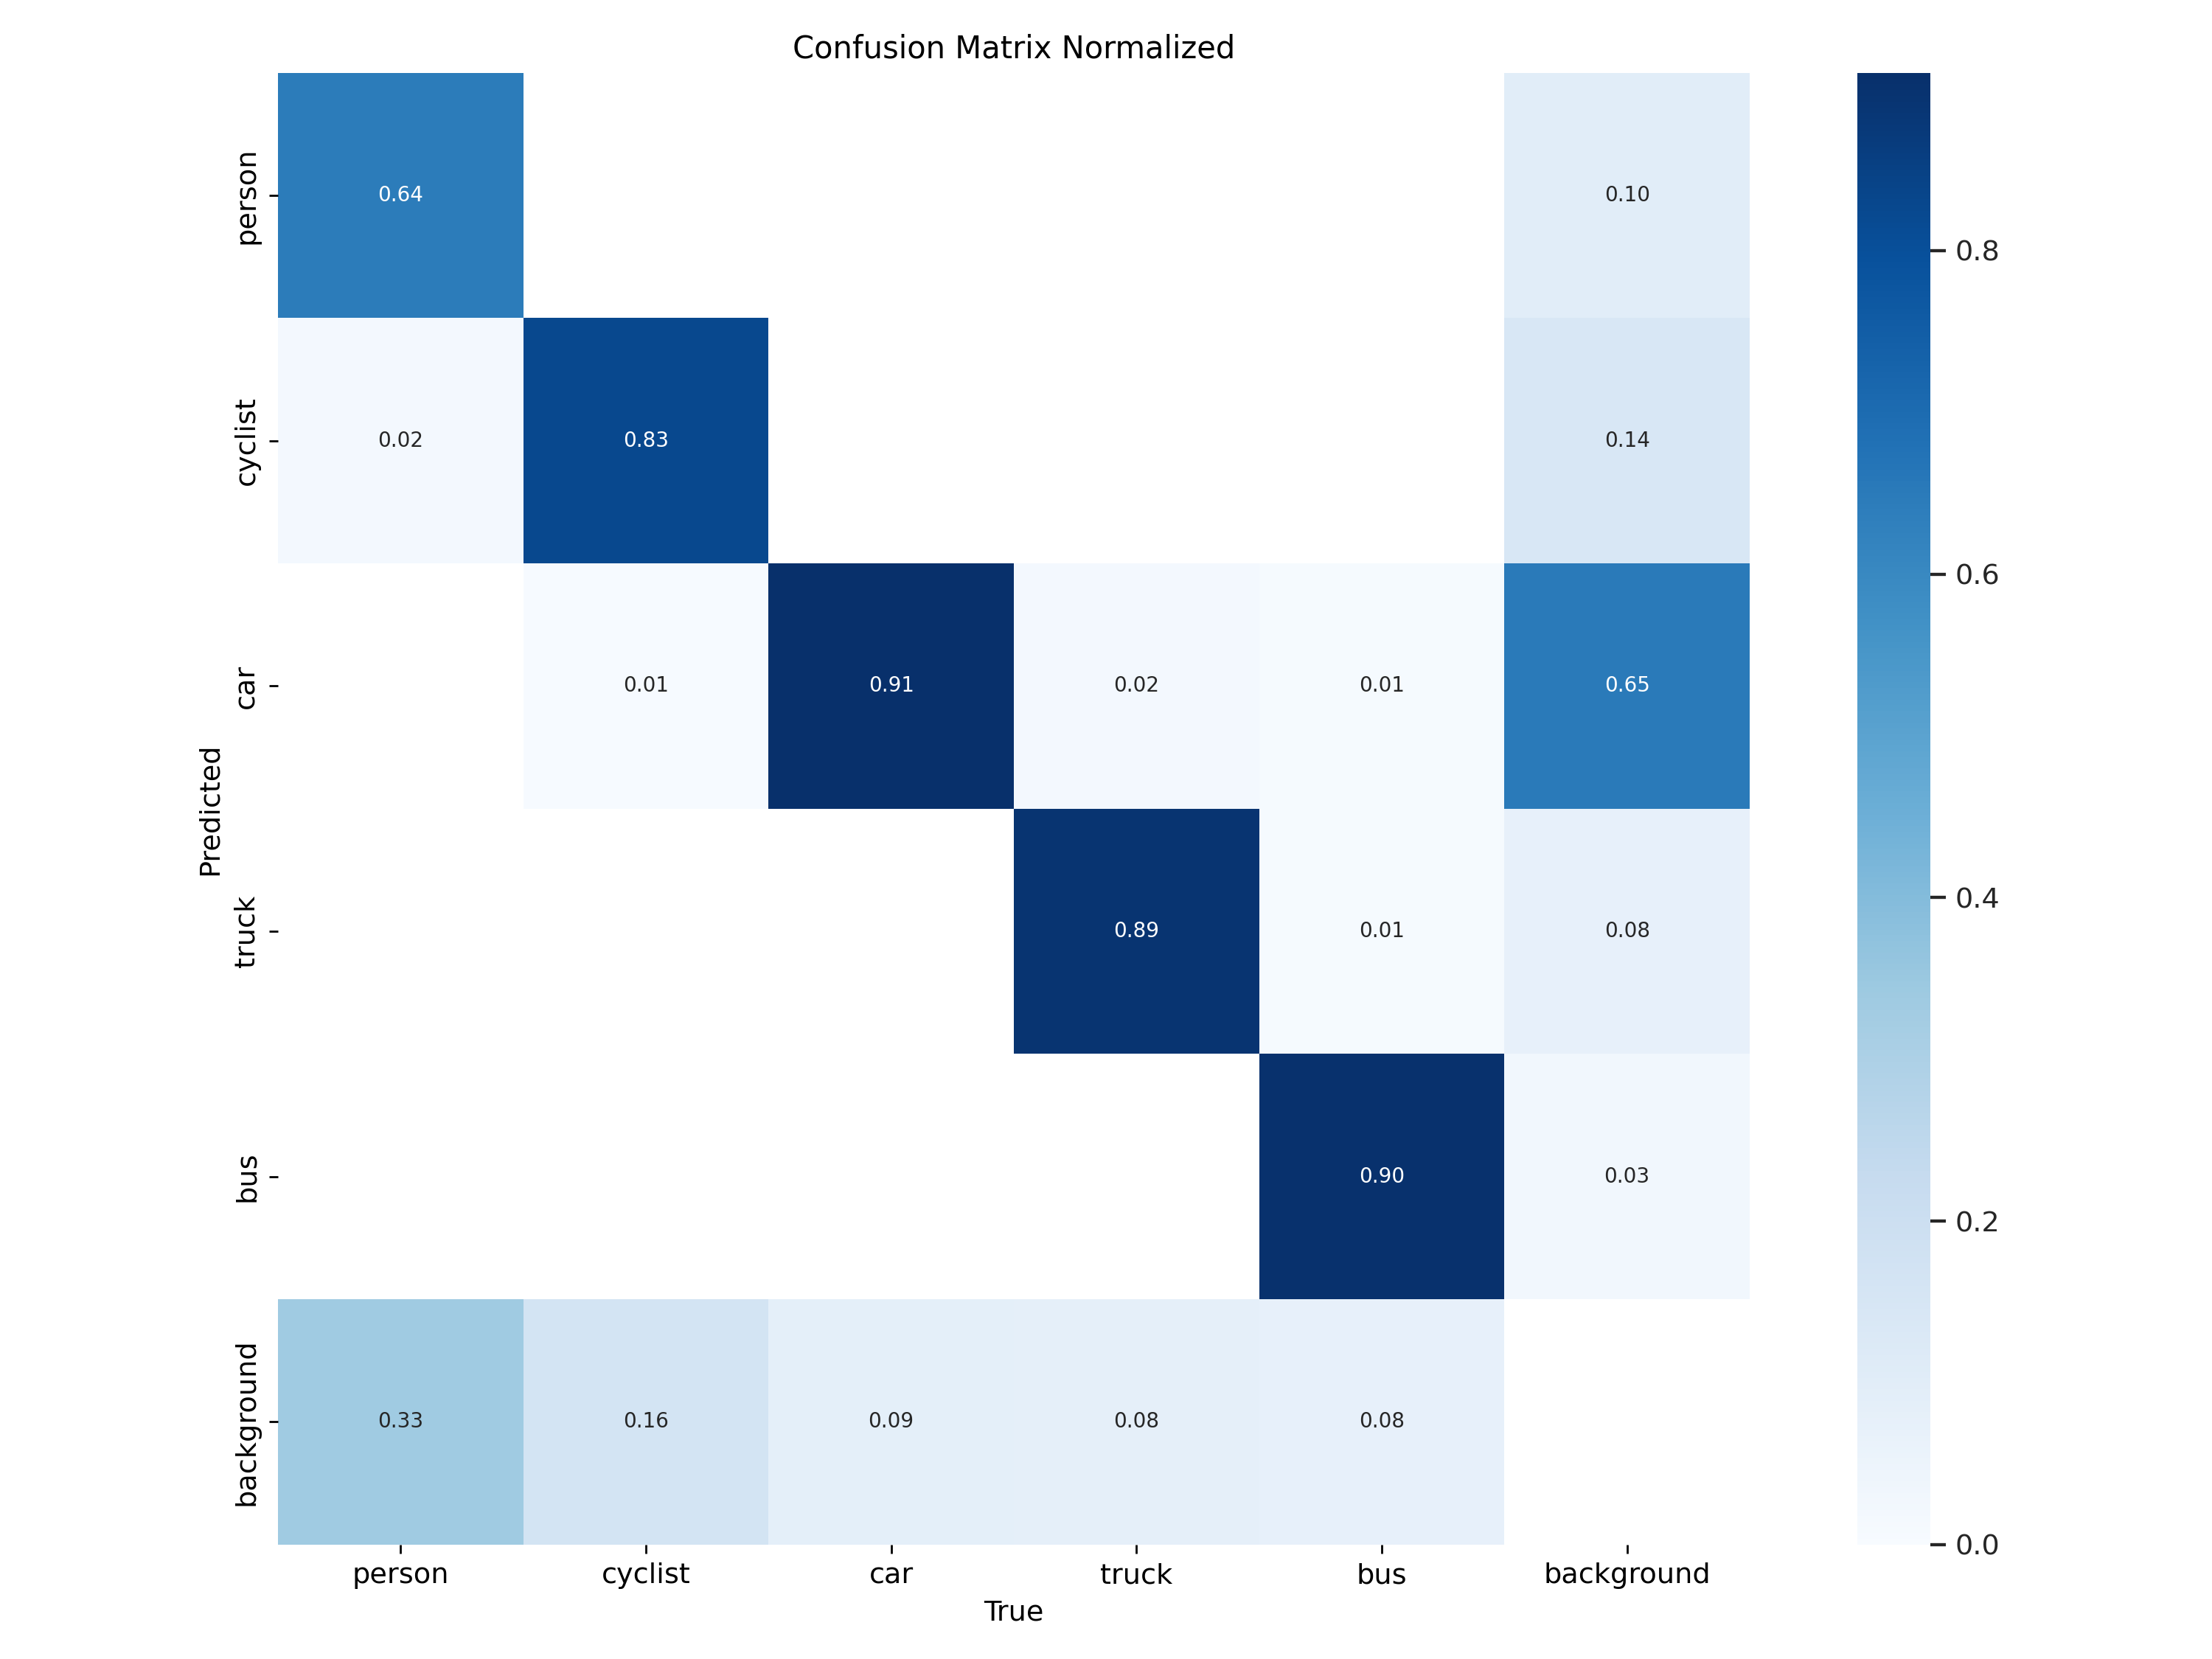 Confusion Matrix Normalized
person
0.64
0.10
0.8
cyclist
0.02
0.83
0.14
0.6
car
0.01
0.91
0.02
0.01
0.65
Predicted
0.4
truck
0.89
0.01
0.08
bus
0.90
0.03
0.2
background
0.33
0.16
0.09
0.08
0.08
0.0
person
cyclist
car
truck
bus
background
True